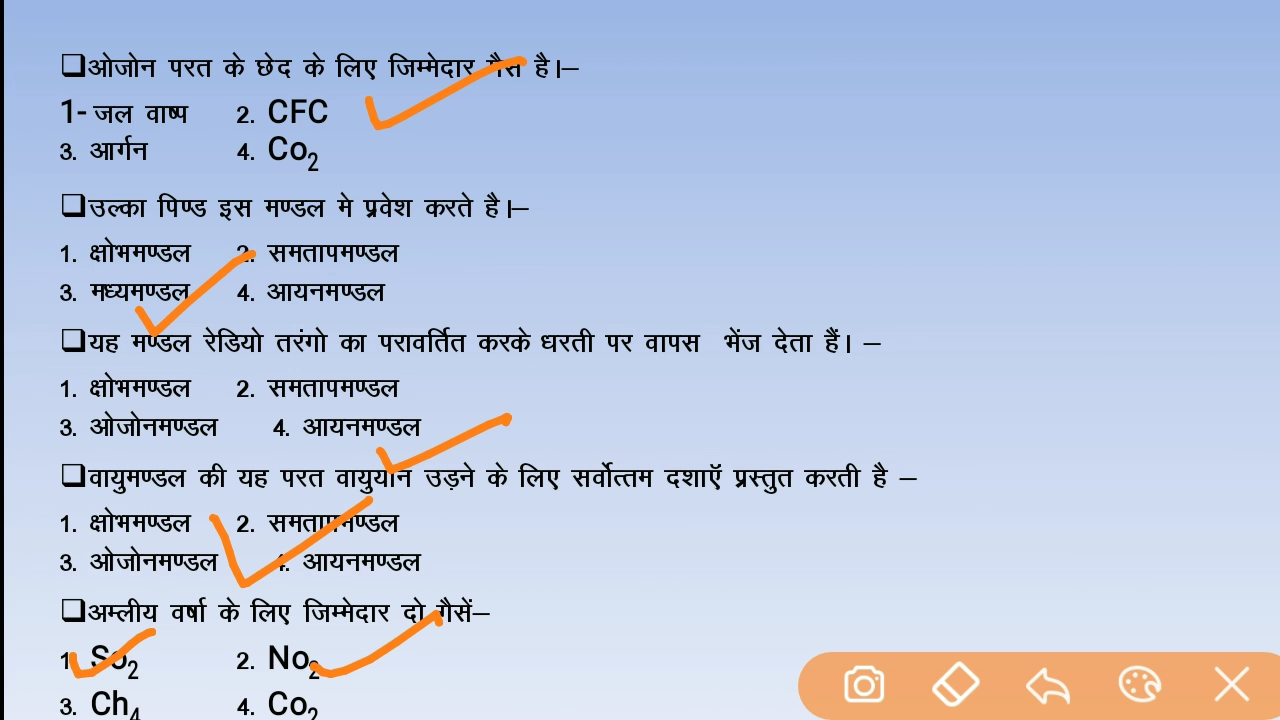 ❑ओजोन परत के छेद के लिए जिम्मेदार गैस है।–
1- जल वाष्प 2. CFC
3. आर्गन 4. Co₂
❑उल्का पिण्ड इस मण्डल मे प्रवेश करते है।–
1. क्षोभमण्डल 2. समतापमण्डल
3. मध्यमण्डल 4. आयनमण्डल
❑यह मण्डल रेडियो तरंगो का परावर्तित करके धरती पर वापस भेंज देता हैं। –
1. क्षोभमण्डल 2. समतापमण्डल
3. ओजोनमण्डल 4. आयनमण्डल
❑वायुमण्डल की यह परत वायुयान उड़ने के लिए सर्वोत्तम दशाऍ प्रस्तुत करती है –
1. क्षोभमण्डल 2. समतापमण्डल
3. ओजोनमण्डल 4. आयनमण्डल
❑अम्लीय वर्षा के लिए जिम्मेदार दो गैसें–
1. So₂ 2. No₂
3. Ch₄ 4. Co₂